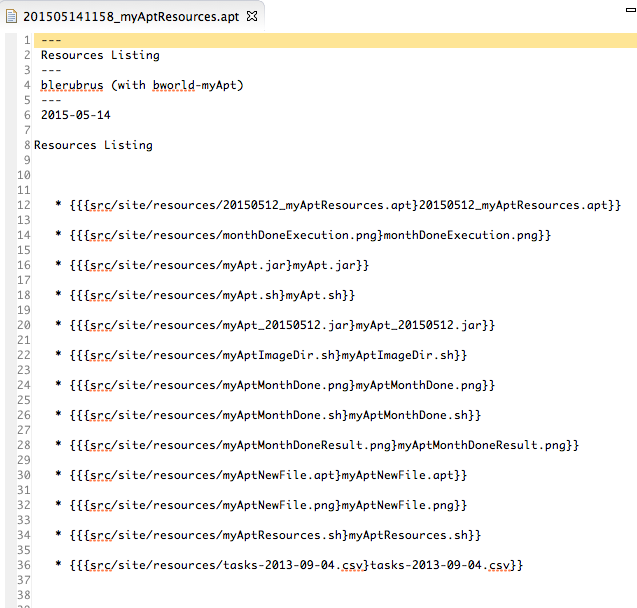 201505141158_myAptResources.apt
1 ---
2 Resources Listing
3 ---
4 blerubrus (with bworld-myApt)
5 ---
6 2015-05-14
7
8 Resources Listing
9
10
11
12 * {{{src/site/resources/20150512_myAptResources.apt}20150512_myAptResources.apt}}
13
14 * {{{src/site/resources/monthDoneExecution.png}monthDoneExecution.png}}
15
16 * {{{src/site/resources/myApt.jar}myApt.jar}}
17
18 * {{{src/site/resources/myApt.sh}myApt.sh}}
19
20 * {{{src/site/resources/myApt_20150512.jar}myApt_20150512.jar}}
21
22 * {{{src/site/resources/myAptImageDir.sh}myAptImageDir.sh}}
23
24 * {{{src/site/resources/myAptMonthDone.png}myAptMonthDone.png}}
25
26 * {{{src/site/resources/myAptMonthDone.sh}myAptMonthDone.sh}}
27
28 * {{{src/site/resources/myAptMonthDoneResult.png}myAptMonthDoneResult.png}}
29
30 * {{{src/site/resources/myAptNewFile.apt}myAptNewFile.apt}}
31
32 * {{{src/site/resources/myAptNewFile.png}myAptNewFile.png}}
33
34 * {{{src/site/resources/myAptResources.sh}myAptResources.sh}}
35
36 * {{{src/site/resources/tasks-2013-09-04.csv}tasks-2013-09-04.csv}}
37
38